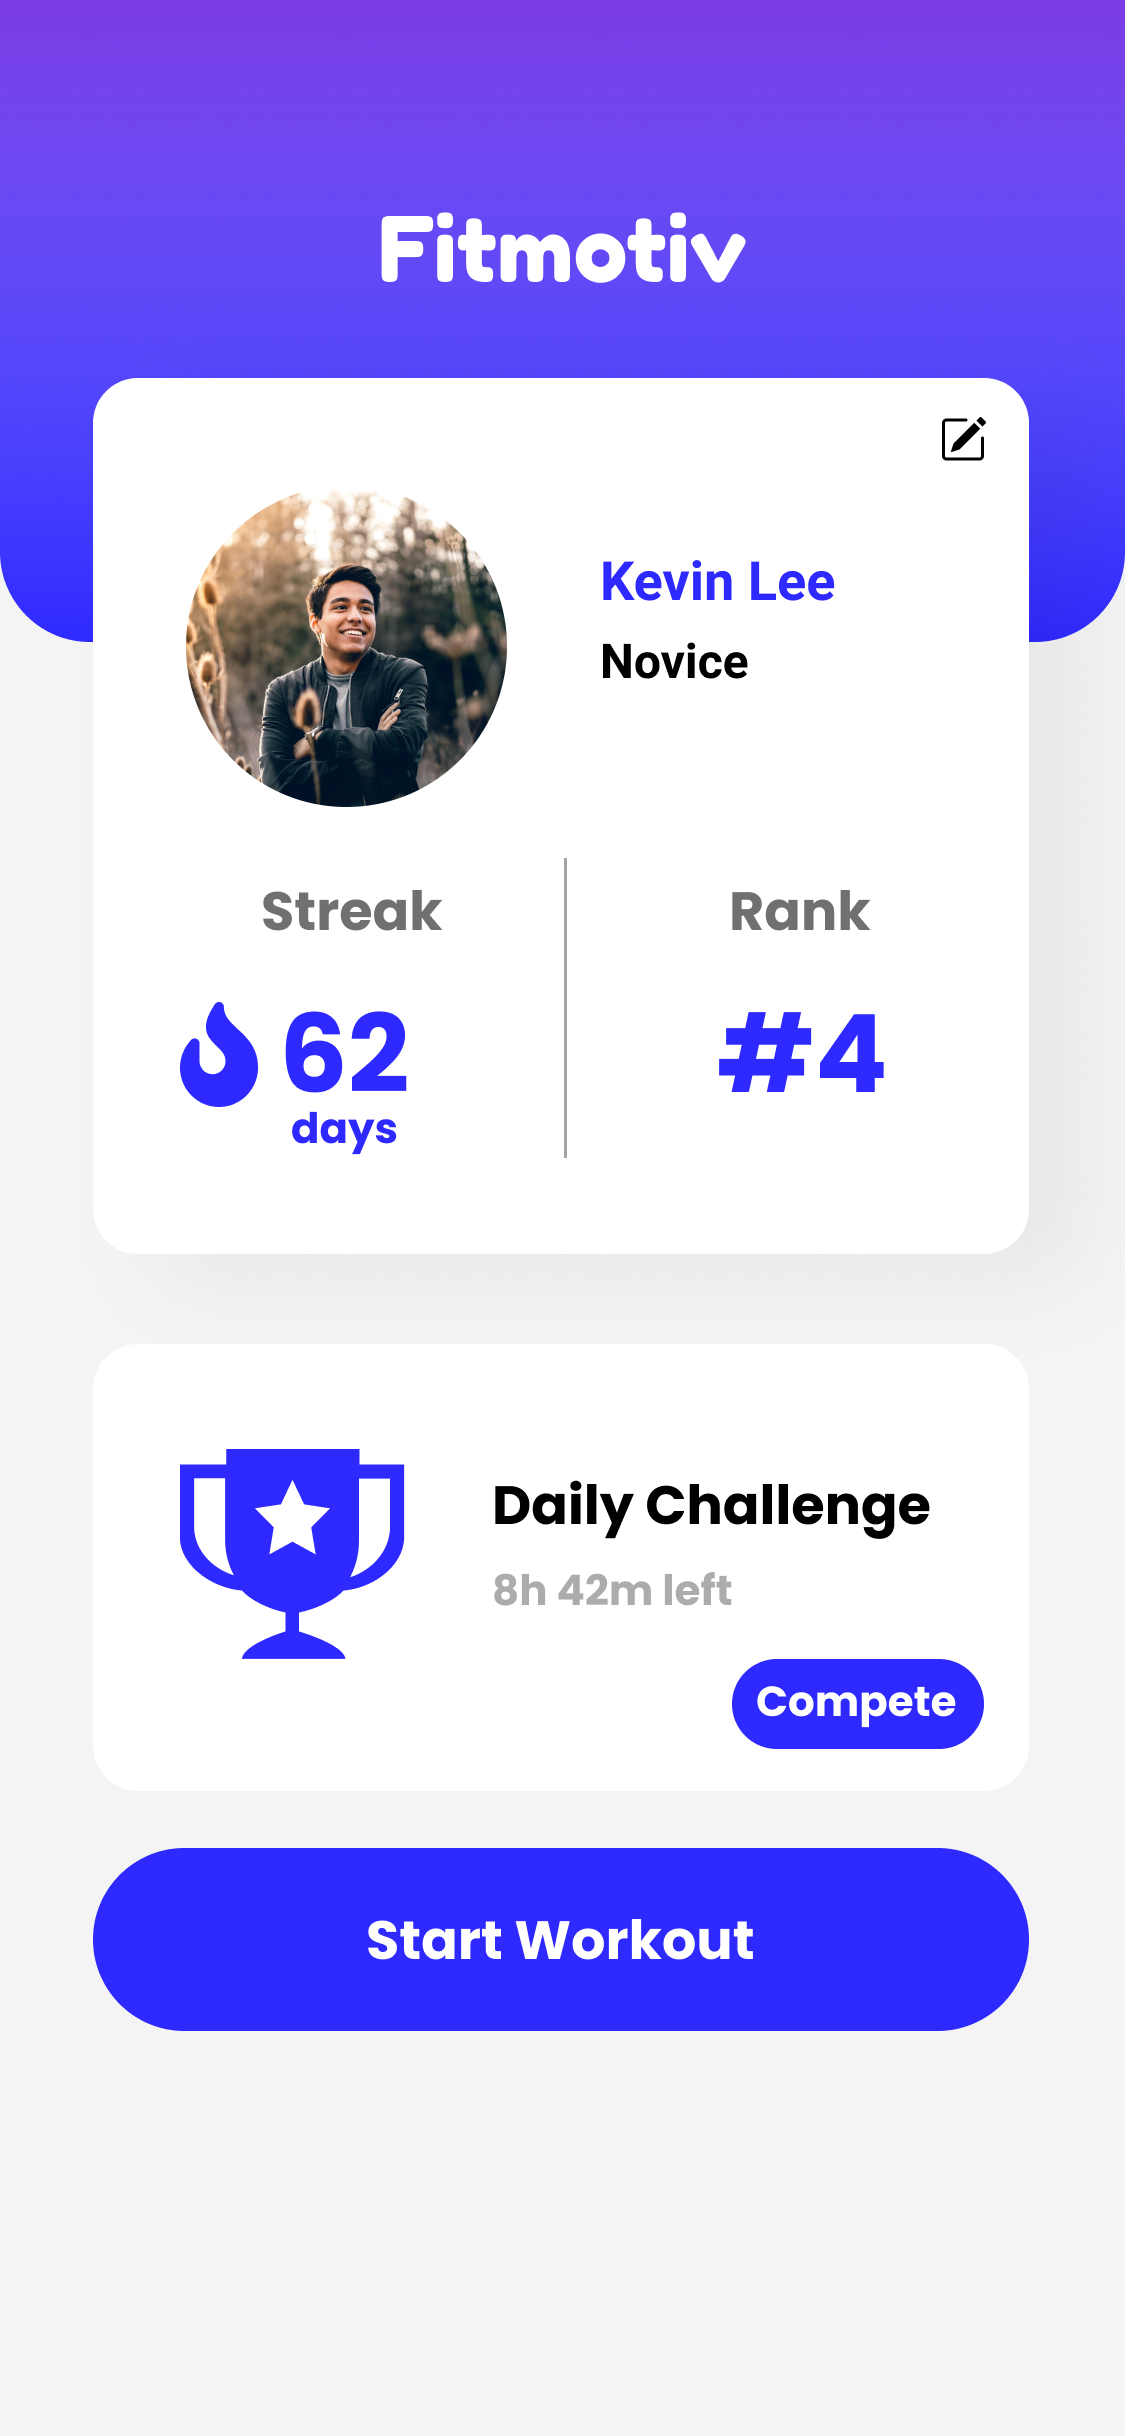 Fitmotiv
Kevin Lee
Novice
Streak
Rank
62
days
#4
Daily Challenge
8h 42m left
Compete
Start Workout